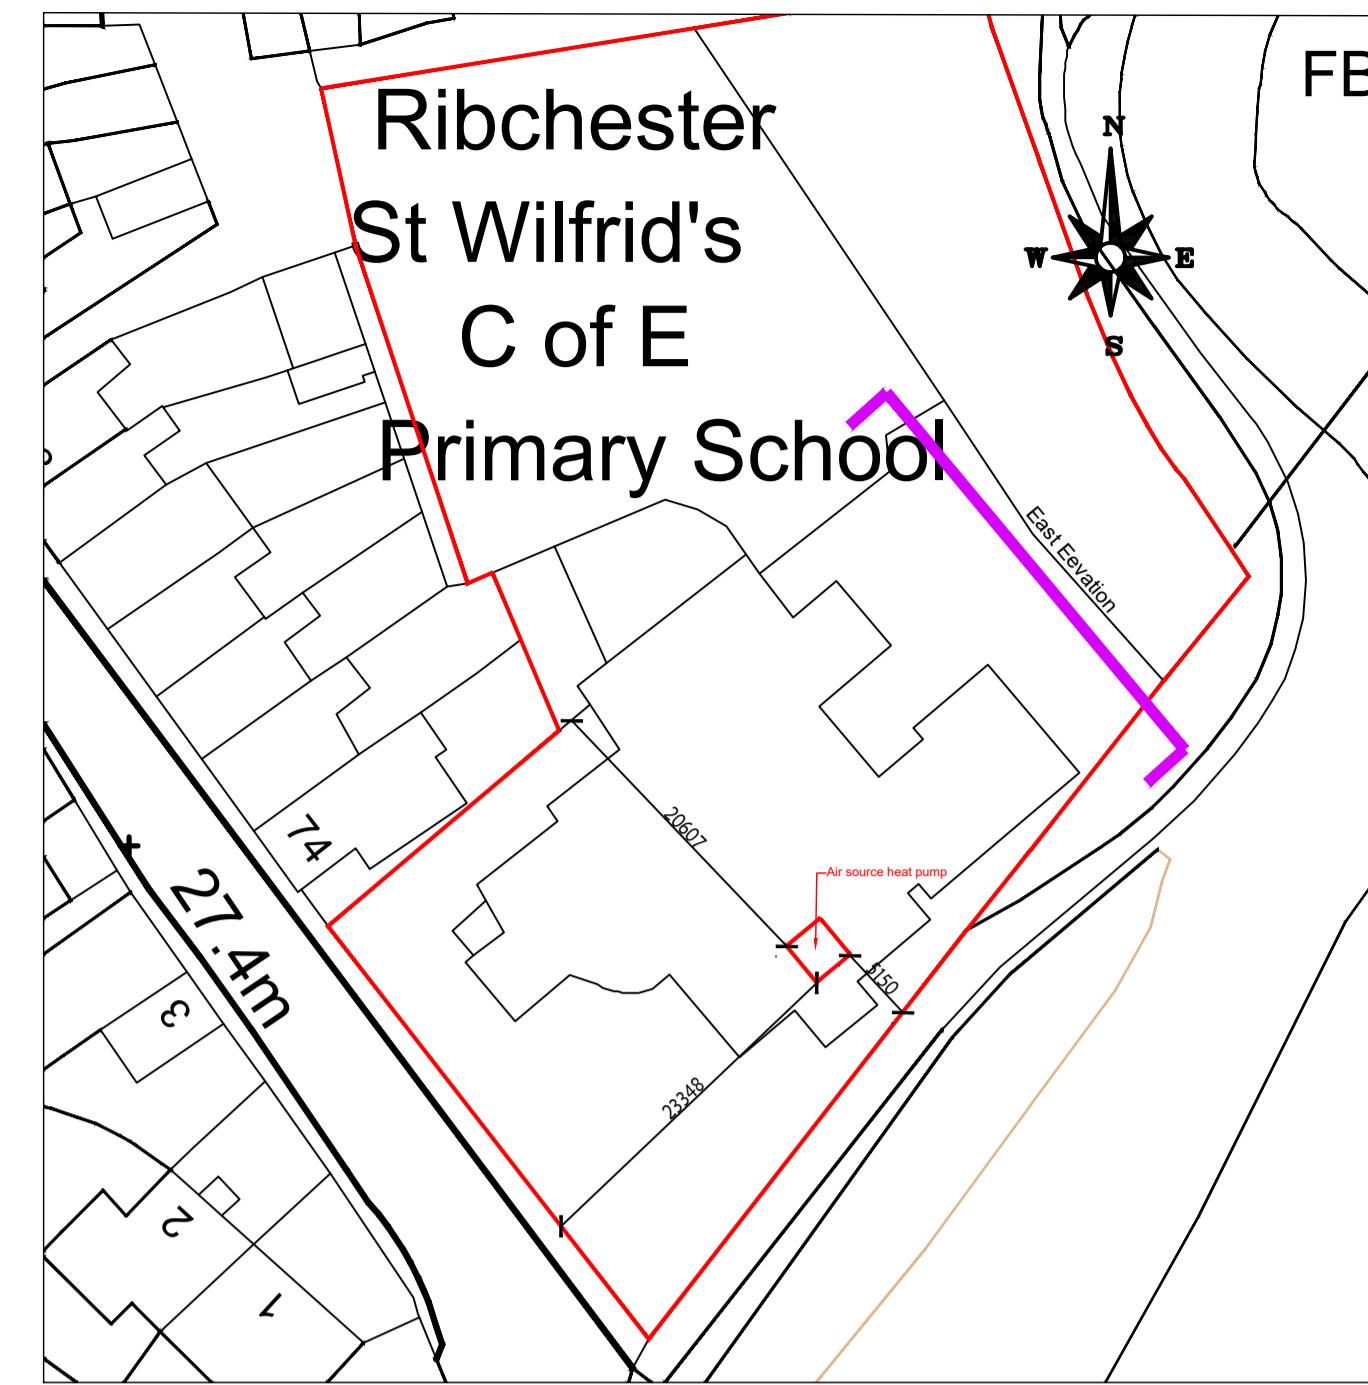 FB
Ribchester
St Wilfrid's
C of E
Primary School
N
W
E
S
East Eevation
20607
74
27.4m
Air source heat pump
5150
3
23348
2
1